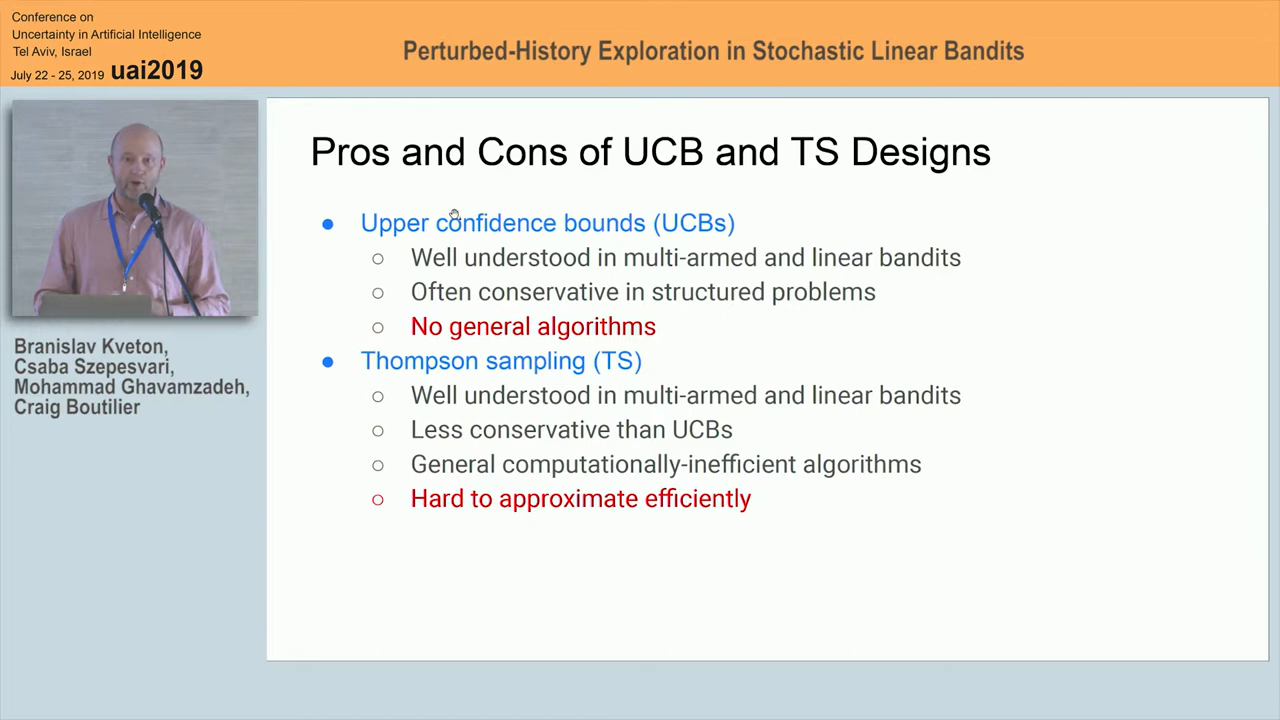 Conference on
Uncertainty in Artificial Intelligence
Tel Aviv, Israel
July 22 - 25, 2019 uai2019
Perturbed-History Exploration in Stochastic Linear Bandits
Branislav Kveton,
Csaba Szepesvari,
Mohammad Ghavamzadeh,
Craig Boutilier
Pros and Cons of UCB and TS Designs
● Upper confidence bounds (UCBs)
○ Well understood in multi-armed and linear bandits
○ Often conservative in structured problems
○ No general algorithms
● Thompson sampling (TS)
○ Well understood in multi-armed and linear bandits
○ Less conservative than UCBs
○ General computationally-inefficient algorithms
○ Hard to approximate efficiently